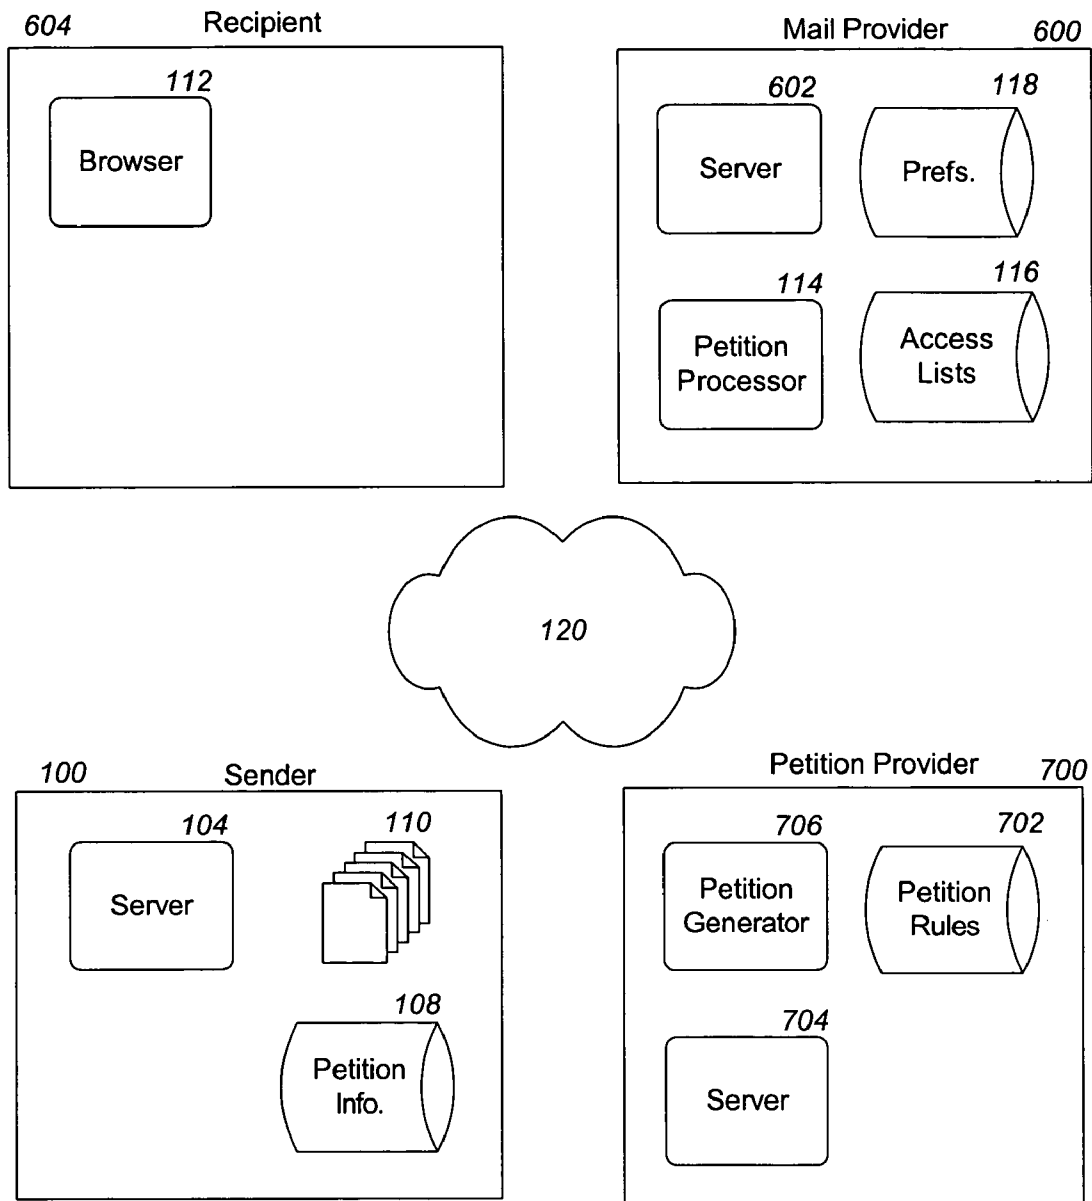 604 Recipient
112
Browser
Mail Provider 600
602
Server
118
Prefs.
114
Petition
Processor
116
Access
Lists
120
100 Sender
104
Server
110
108
Petition
Info.
Petition Provider 700
706
Petition
Generator
702
Petition
Rules
704
Server